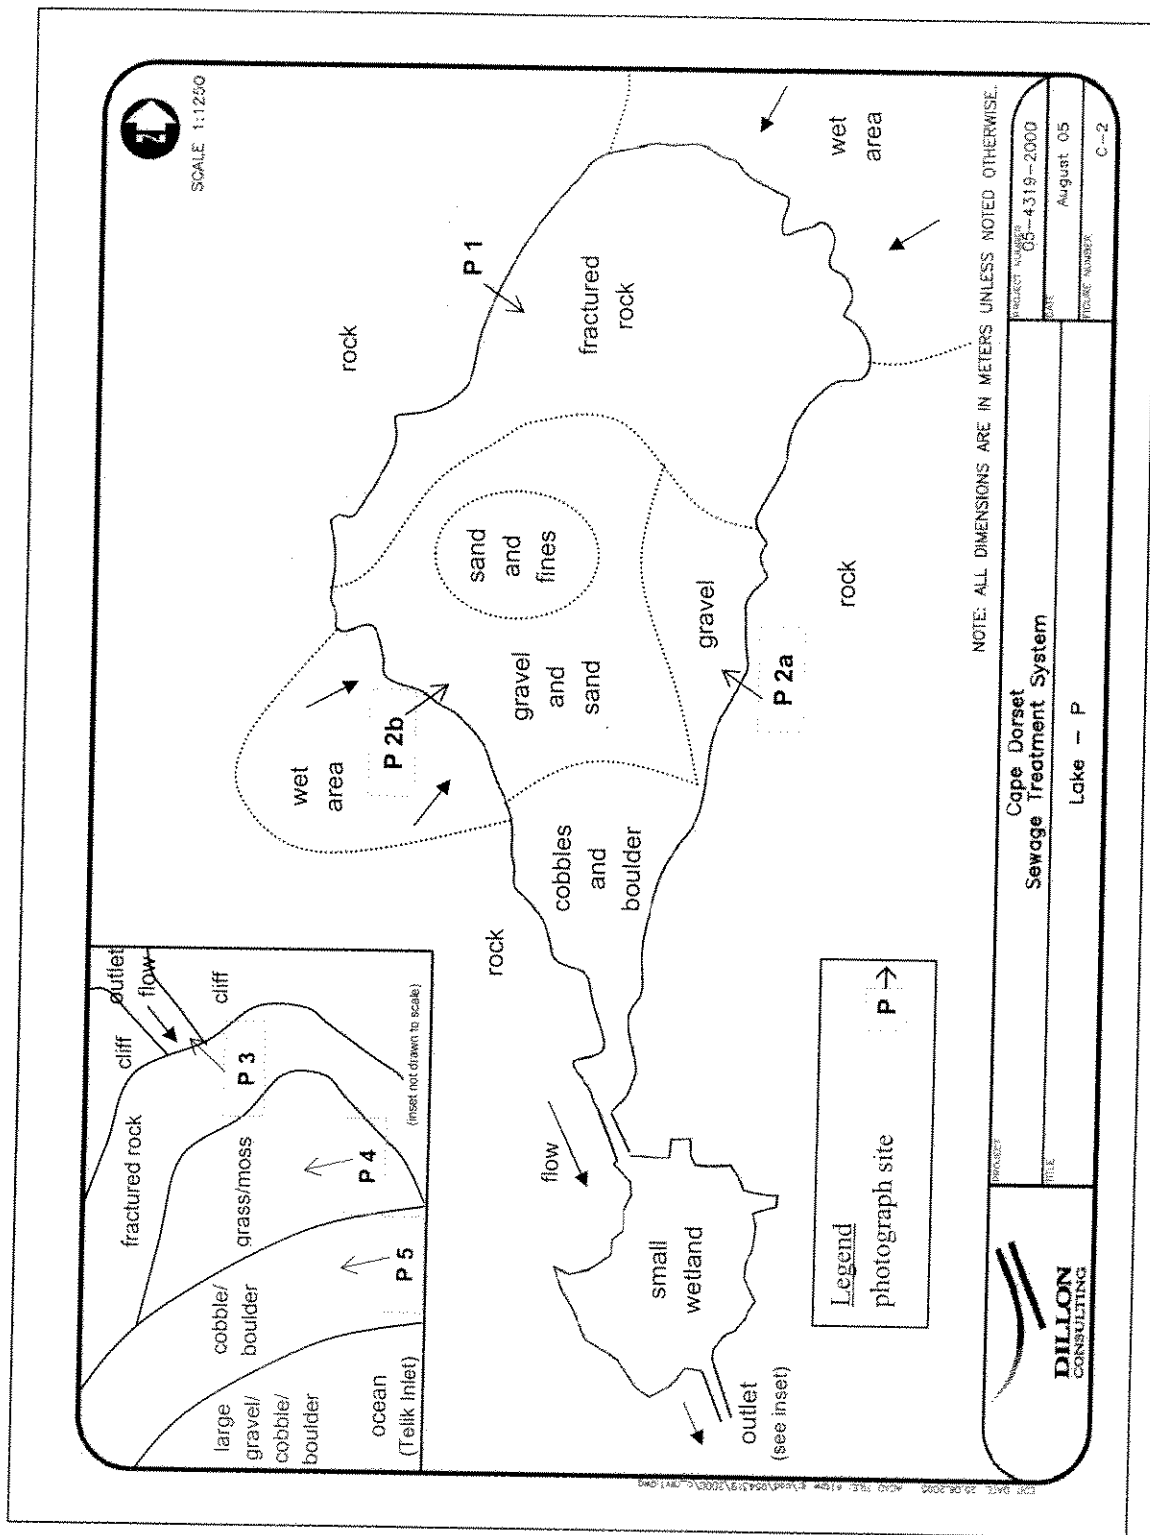 SCALE 1:1250
outlet
flow
cliff
cliff
fractured rock
P 3
grass/moss
P 4
(inset not drawn to scale)
cobble/
boulder
P 5
large
gravel/
cobble/
boulder
ocean
(Telik Inlet)
rock
P 1
wet
area
P 2b
fractured
rock
wet
area
sand
and
fines
gravel
and
sand
gravel
P 2a
rock
rock
cobbles
and
boulder
flow
small
wetland
outlet
(see inset)
Legend
photograph site
P
NOTE: ALL DIMENSIONS ARE IN METERS UNLESS NOTED OTHERWISE.
DILLON
CONSULTING
PROJECT
Cape Dorset
Sewage Treatment System
TITLE
Lake - P
PROJECT NUMBER
05-4319-2000
DATE
August 05
FIGURE NUMBER
C-2